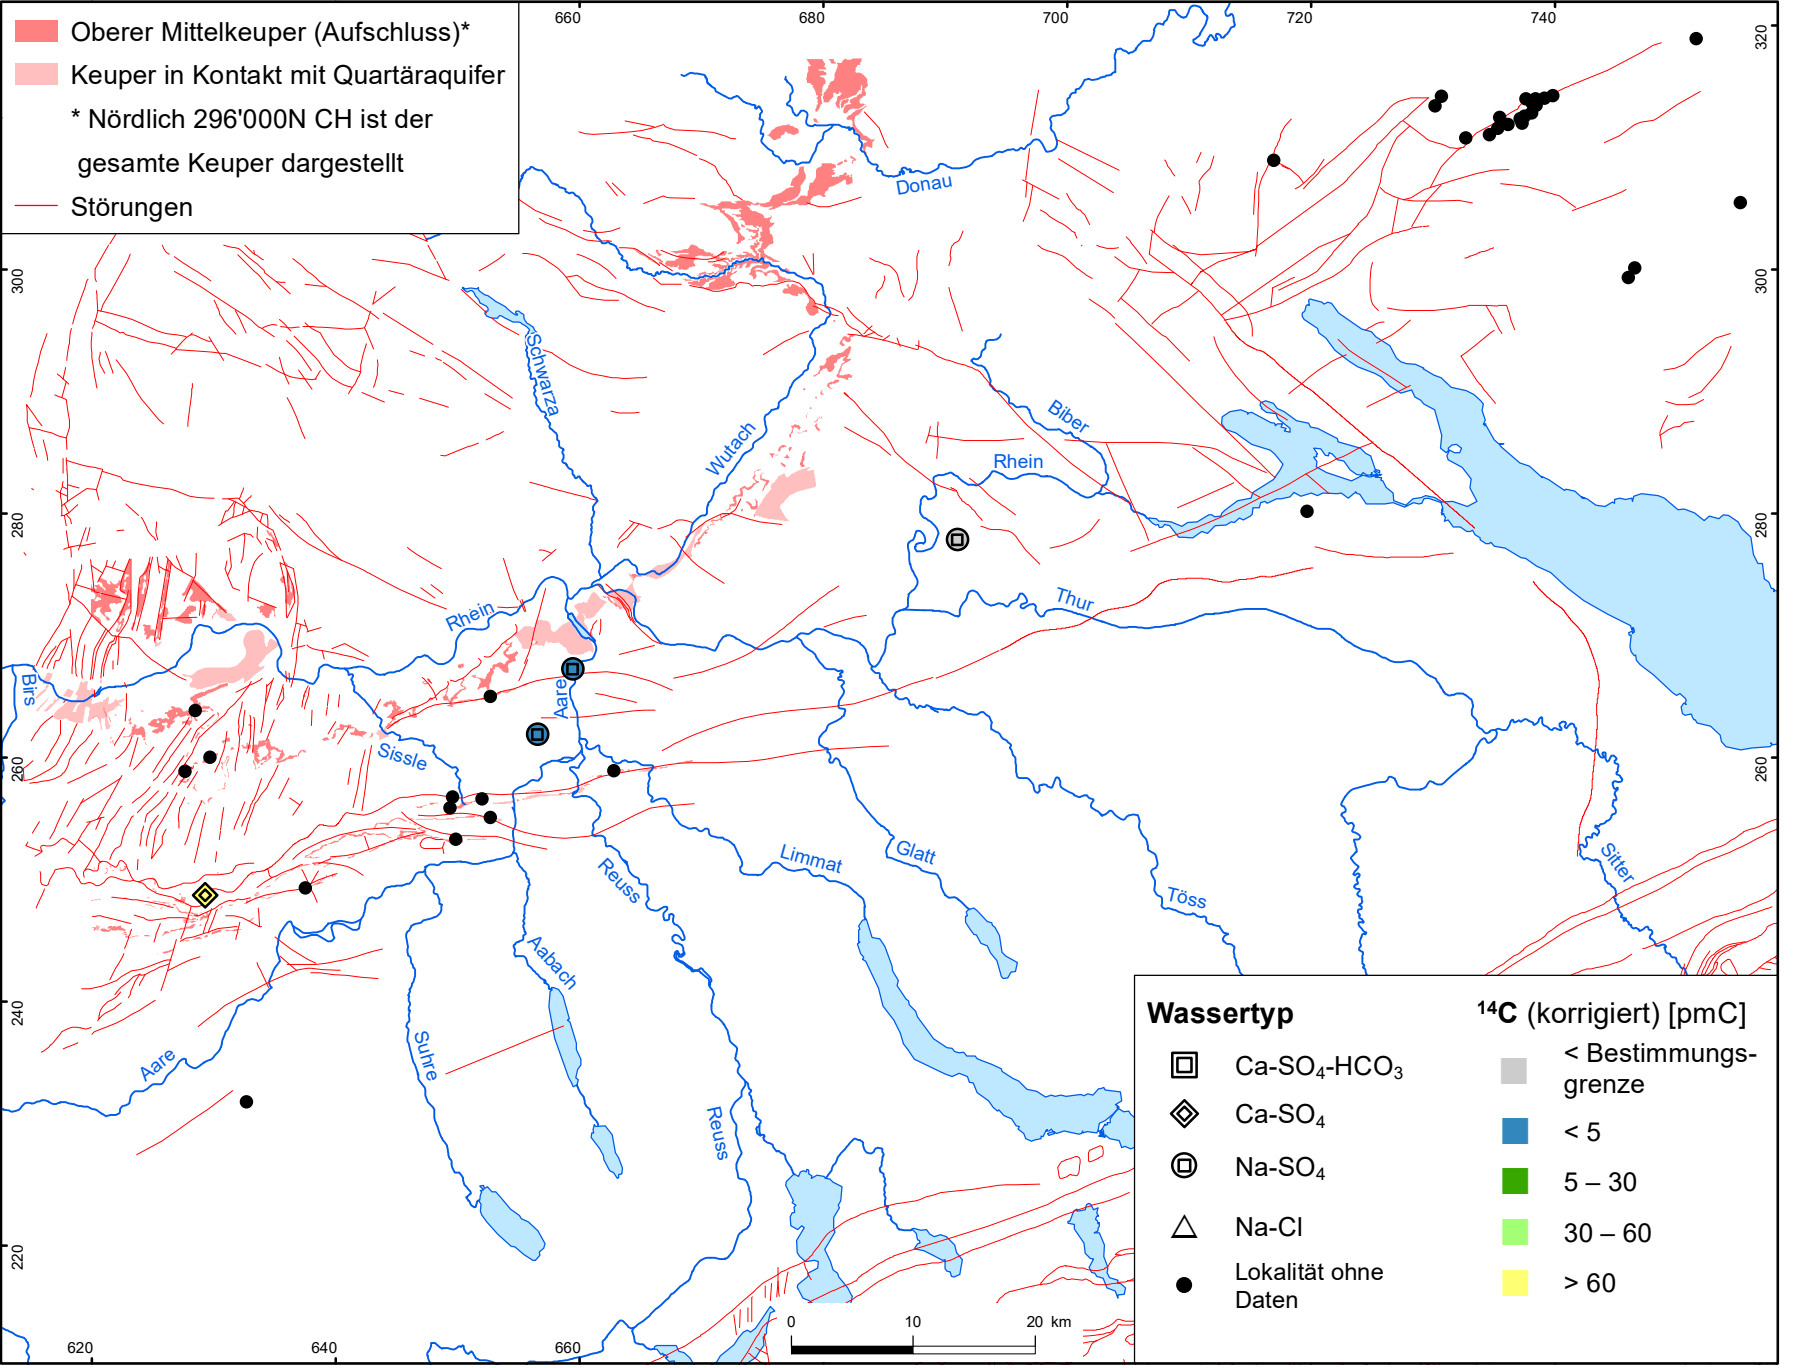 660
680
700
720
740
320
Oberer Mittelkeuper (Aufschluss)*
Keuper in Kontakt mit Quartäraquifer
* Nördlich 296'000N CH ist der
gesamte Keuper dargestellt
Störungen
Donau
300
300
Schwarza
Wutach
Biber
Rhein
280
280
Rhein
Thur
Birs
Aare
Sissle
260
260
Reuss
Limmat
Glatt
Töss
Sitter
Aabach
240
Suhre
Aare
Reuss
220
Wassertyp
Ca-SO₄-HCO₃
Ca-SO₄
Na-SO₄
Na-Cl
Lokalität ohne
Daten
¹⁴C (korrigiert) [pmC]
< Bestimmungs-
grenze
< 5
5 – 30
30 – 60
> 60
0 10 20 km
620
640
660